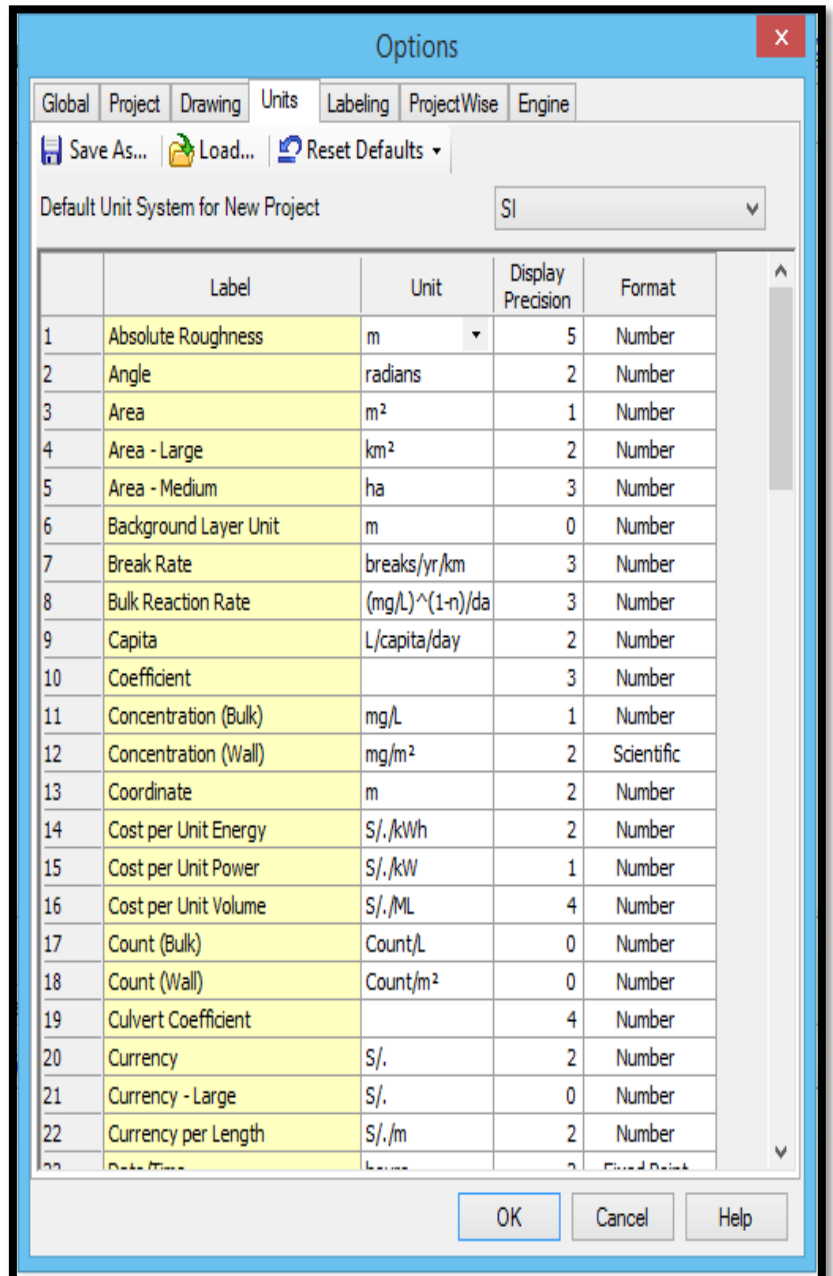 Options
x
Global Project Drawing Units Labeling ProjectWise Engine
Save As... Load... Reset Defaults
Default Unit System for New Project SI
Label Unit Display Precision Format
1 Absolute Roughness m 5 Number
2 Angle radians 2 Number
3 Area m² 1 Number
4 Area - Large km² 2 Number
5 Area - Medium ha 3 Number
6 Background Layer Unit m 0 Number
7 Break Rate breaks/yr/km 3 Number
8 Bulk Reaction Rate (mg/L)^(1-n)/da 3 Number
9 Capita L/capita/day 2 Number
10 Coefficient 3 Number
11 Concentration (Bulk) mg/L 1 Number
12 Concentration (Wall) mg/m² 2 Scientific
13 Coordinate m 2 Number
14 Cost per Unit Energy S/./kWh 2 Number
15 Cost per Unit Power S/./kW 1 Number
16 Cost per Unit Volume S/./ML 4 Number
17 Count (Bulk) Count/L 0 Number
18 Count (Wall) Count/m² 0 Number
19 Culvert Coefficient 4 Number
20 Currency S/. 2 Number
21 Currency - Large S/. 0 Number
22 Currency per Length S/./m 2 Number
OK Cancel Help